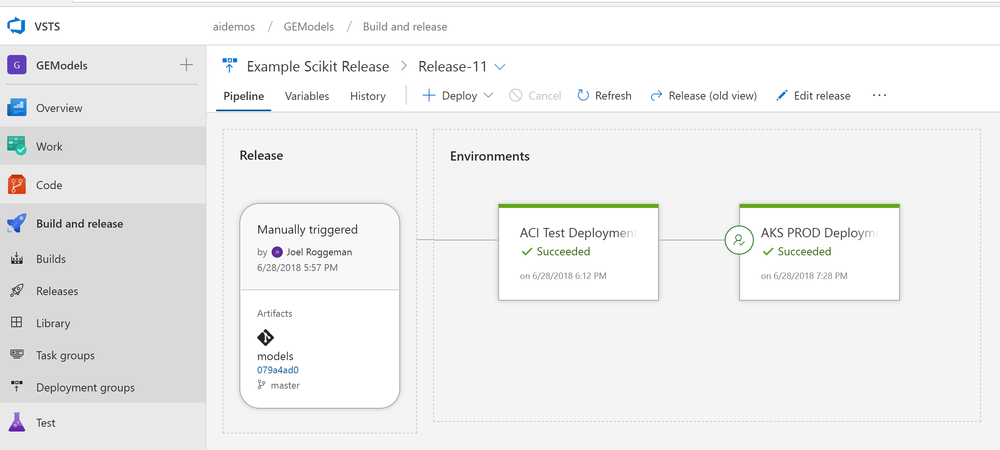 VSTS
aidemos / GEModels / Build and release
G GEModels
Overview
Work
Code
Build and release
Builds
Releases
Library
Task groups
Deployment groups
Test
Example Scikit Release > Release-11
Pipeline Variables History Deploy Cancel Refresh Release (old view) Edit release ...
Release
Manually triggered
by JR Joel Roggeman
6/28/2018 5:57 PM
Artifacts
models
079a4ad0
master
Environments
ACI Test Deployment
Succeeded
on 6/28/2018 6:12 PM
AKS PROD Deployme
Succeeded
on 6/28/2018 7:28 PM